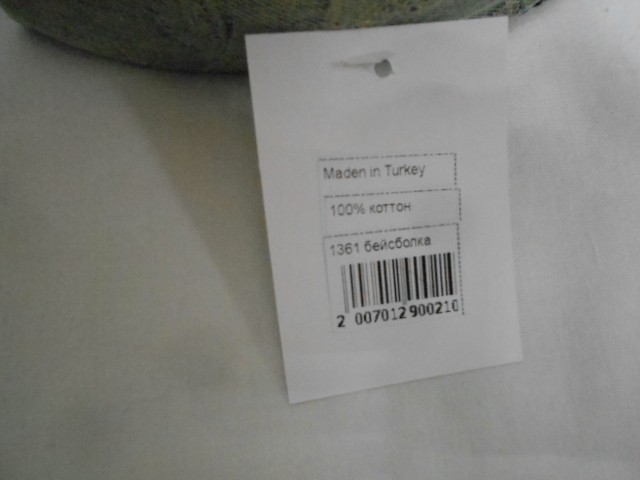 Maden in Turkey
100% коттон
1361 бейсболка
2 007012 900210